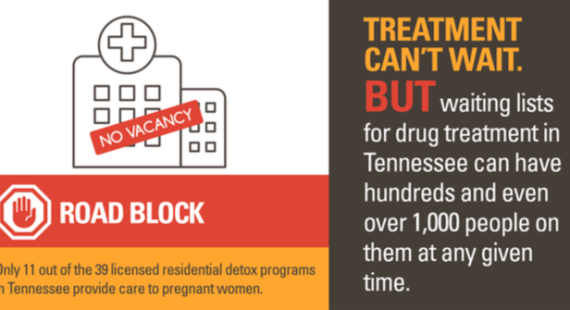 NO VACANCY
ROAD BLOCK
Only 11 out of the 39 licensed residential detox programs
in Tennessee provide care to pregnant women.
TREATMENT
CAN'T WAIT.
BUT waiting lists
for drug treatment in
Tennessee can have
hundreds and even
over 1,000 people on
them at any given
time.